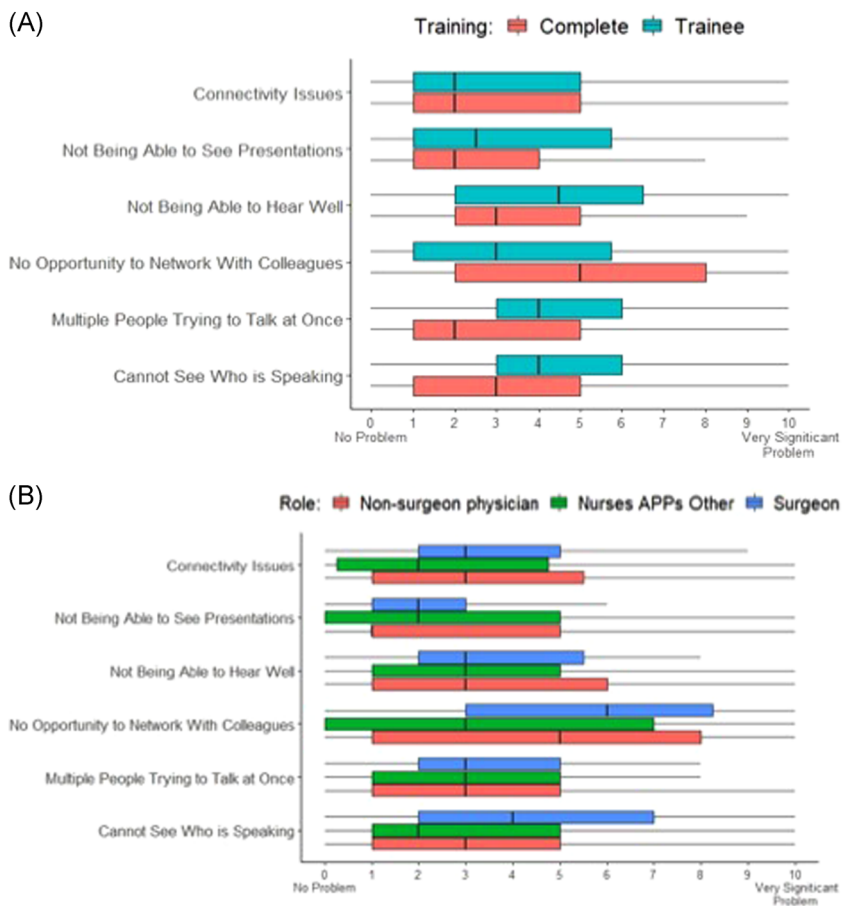 (A)
Training: Complete Trainee
Connectivity Issues
Not Being Able to See Presentations
Not Being Able to Hear Well
No Opportunity to Network With Colleagues
Multiple People Trying to Talk at Once
Cannot See Who is Speaking
0 1 2 3 4 5 6 7 8 9 10
No Problem Very Significant
Problem
(B)
Role: Non-surgeon physician Nurses APPs Other Surgeon
Connectivity Issues
Not Being Able to See Presentations
Not Being Able to Hear Well
No Opportunity to Network With Colleagues
Multiple People Trying to Talk at Once
Cannot See Who is Speaking
0 1 2 3 4 5 6 7 8 9 10
No Problem Very Significant
Problem